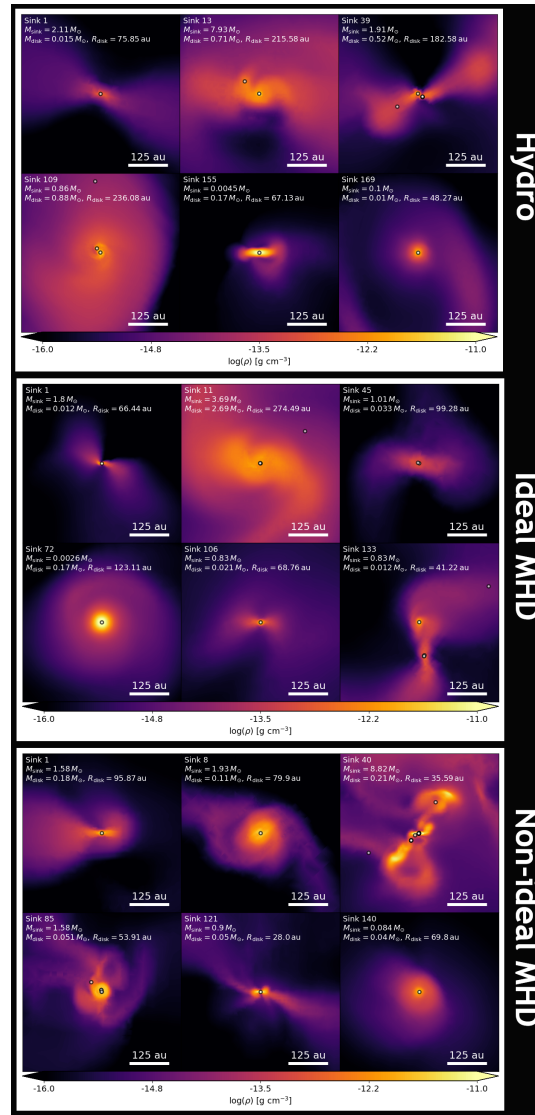 Sink 1
M_sink = 2.11 M_⊙
M_disk = 0.015 M_⊙, R_disk = 75.85 au
125 au
Sink 13
M_sink = 7.93 M_⊙
M_disk = 0.71 M_⊙, R_disk = 215.58 au
125 au
Sink 39
M_sink = 1.91 M_⊙
M_disk = 0.52 M_⊙, R_disk = 182.58 au
125 au
Sink 109
M_sink = 0.86 M_⊙
M_disk = 0.88 M_⊙, R_disk = 236.08 au
125 au
Sink 155
M_sink = 0.0045 M_⊙
M_disk = 0.17 M_⊙, R_disk = 67.13 au
125 au
Sink 169
M_sink = 0.1 M_⊙
M_disk = 0.01 M_⊙, R_disk = 48.27 au
125 au
-16.0 -14.8 -13.5 -12.2 -11.0
log(ρ) [g cm⁻³]
Hydro
Sink 1
M_sink = 1.8 M_⊙
M_disk = 0.012 M_⊙, R_disk = 66.44 au
125 au
Sink 11
M_sink = 3.69 M_⊙
M_disk = 2.69 M_⊙, R_disk = 274.49 au
125 au
Sink 45
M_sink = 1.01 M_⊙
M_disk = 0.033 M_⊙, R_disk = 99.28 au
125 au
Sink 72
M_sink = 0.0026 M_⊙
M_disk = 0.17 M_⊙, R_disk = 123.11 au
125 au
Sink 106
M_sink = 0.83 M_⊙
M_disk = 0.021 M_⊙, R_disk = 68.76 au
125 au
Sink 133
M_sink = 0.83 M_⊙
M_disk = 0.012 M_⊙, R_disk = 41.22 au
125 au
-16.0 -14.8 -13.5 -12.2 -11.0
log(ρ) [g cm⁻³]
Ideal MHD
Sink 1
M_sink = 1.58 M_⊙
M_disk = 0.18 M_⊙, R_disk = 95.87 au
125 au
Sink 8
M_sink = 1.93 M_⊙
M_disk = 0.11 M_⊙, R_disk = 79.9 au
125 au
Sink 40
M_sink = 8.82 M_⊙
M_disk = 0.21 M_⊙, R_disk = 35.59 au
125 au
Sink 85
M_sink = 1.58 M_⊙
M_disk = 0.051 M_⊙, R_disk = 53.91 au
125 au
Sink 121
M_sink = 0.9 M_⊙
M_disk = 0.05 M_⊙, R_disk = 28.0 au
125 au
Sink 140
M_sink = 0.084 M_⊙
M_disk = 0.04 M_⊙, R_disk = 69.8 au
125 au
-16.0 -14.8 -13.5 -12.2 -11.0
log(ρ) [g cm⁻³]
Non-ideal MHD